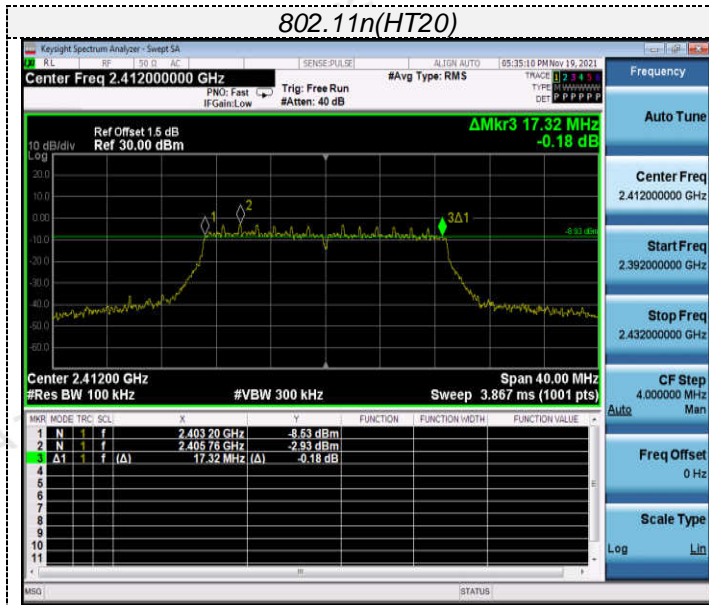 802.11n(HT20)
Keysight Spectrum Analyzer - Swept SA
RL RF 50 Ω AC SENSE:PULSE ALIGN AUTO 05:35:10 PM Nov 19, 2021
Center Freq 2.412000000 GHz #Avg Type: RMS TRACE 1 2 3 4 5 6
PNO: Fast Trig: Free Run TYPE M WWWWW
IFGain:Low #Atten: 40 dB DET P P P P P P
Frequency
Ref Offset 1.5 dB ΔMkr3 17.32 MHz
10 dB/div Ref 30.00 dBm -0.18 dB
Log
20.0
10.0
0.00
-10.0
-20.0
-30.0
-40.0
-50.0
-60.0
1
2
3Δ1
-8.93 dBm
Center 2.41200 GHz Span 40.00 MHz
#Res BW 100 kHz #VBW 300 kHz Sweep 3.867 ms (1001 pts)
MKR MODE TRC SCL X Y FUNCTION FUNCTION WIDTH FUNCTION VALUE
1 N 1 f 2.403 20 GHz -8.53 dBm
2 N 1 f 2.405 76 GHz -2.93 dBm
3 Δ1 1 f (Δ) 17.32 MHz (Δ) -0.18 dB
4
5
6
7
8
9
10
11
Auto Tune
Center Freq
2.412000000 GHz
Start Freq
2.392000000 GHz
Stop Freq
2.432000000 GHz
CF Step
4.000000 MHz
Auto Man
Freq Offset
0 Hz
Scale Type
Log Lin
MSG STATUS